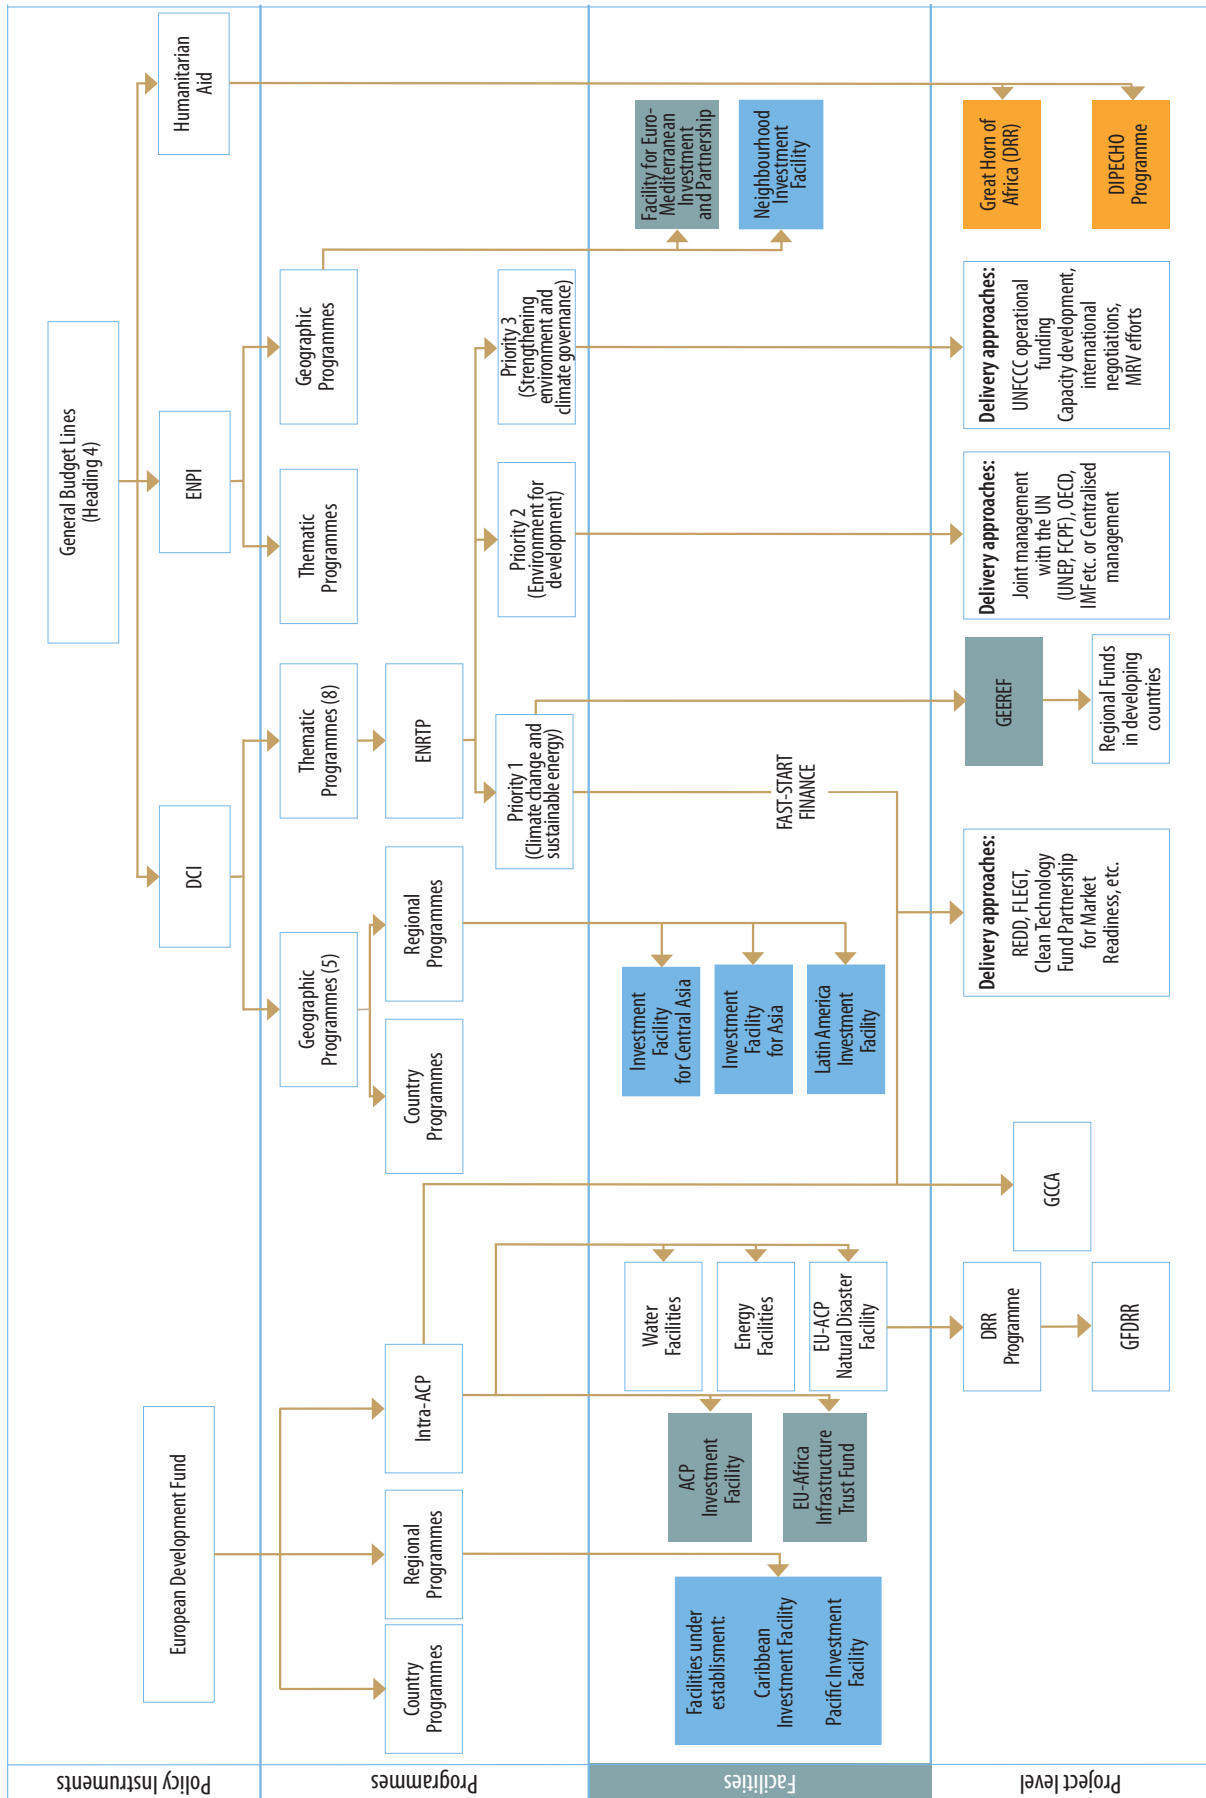 Policy Instruments
European Development Fund
General Budget Lines
(Heading 4)
DCI
ENPI
Humanitarian
Aid
Programmes
Country
Programmes
Regional
Programmes
Intra-ACP
Geographic
Programmes (5)
Country
Programmes
Regional
Programmes
Thematic
Programmes (8)
ENRTP
Thematic
Programmes
Geographic
Programmes
Priority 1
(Climate change and
sustainable energy)
Priority 2
(Environment for
development)
Priority 3
(Strengthening
environment and
climate governance)
Facilities
Facilities under
establisment:
Caribbean
Investment Facility
Pacific Investment
Facility
ACP
Investment
Facility
EU-Africa
Infrastructure
Trust Fund
Water
Facilities
Energy
Facilities
EU-ACP
Natural Disaster
Facility
Investment
Facility
for Central Asia
Investment
Facility
for Asia
Latin America
Investment
Facility
FAST-START
FINANCE
Facility for Euro-
Mediterranean
Investment
and Partnership
Neighbourhood
Investment
Facility
Project level
DRR
Programme
GFDRR
GCCA
Delivery approaches:
REDD, FLEGT,
Clean Technology
Fund Partnership
for Market
Readiness, etc.
GEEREF
Regional Funds
in developing
countries
Delivery approaches:
Joint management
with the UN
(UNEP, FCPF), OECD,
IMF etc. or Centralised
management
Delivery approaches:
UNFCCC operational
funding
Capacity development,
international
negotiations,
MRV efforts
Great Horn of
Africa (DRR)
DIPECHO
Programme